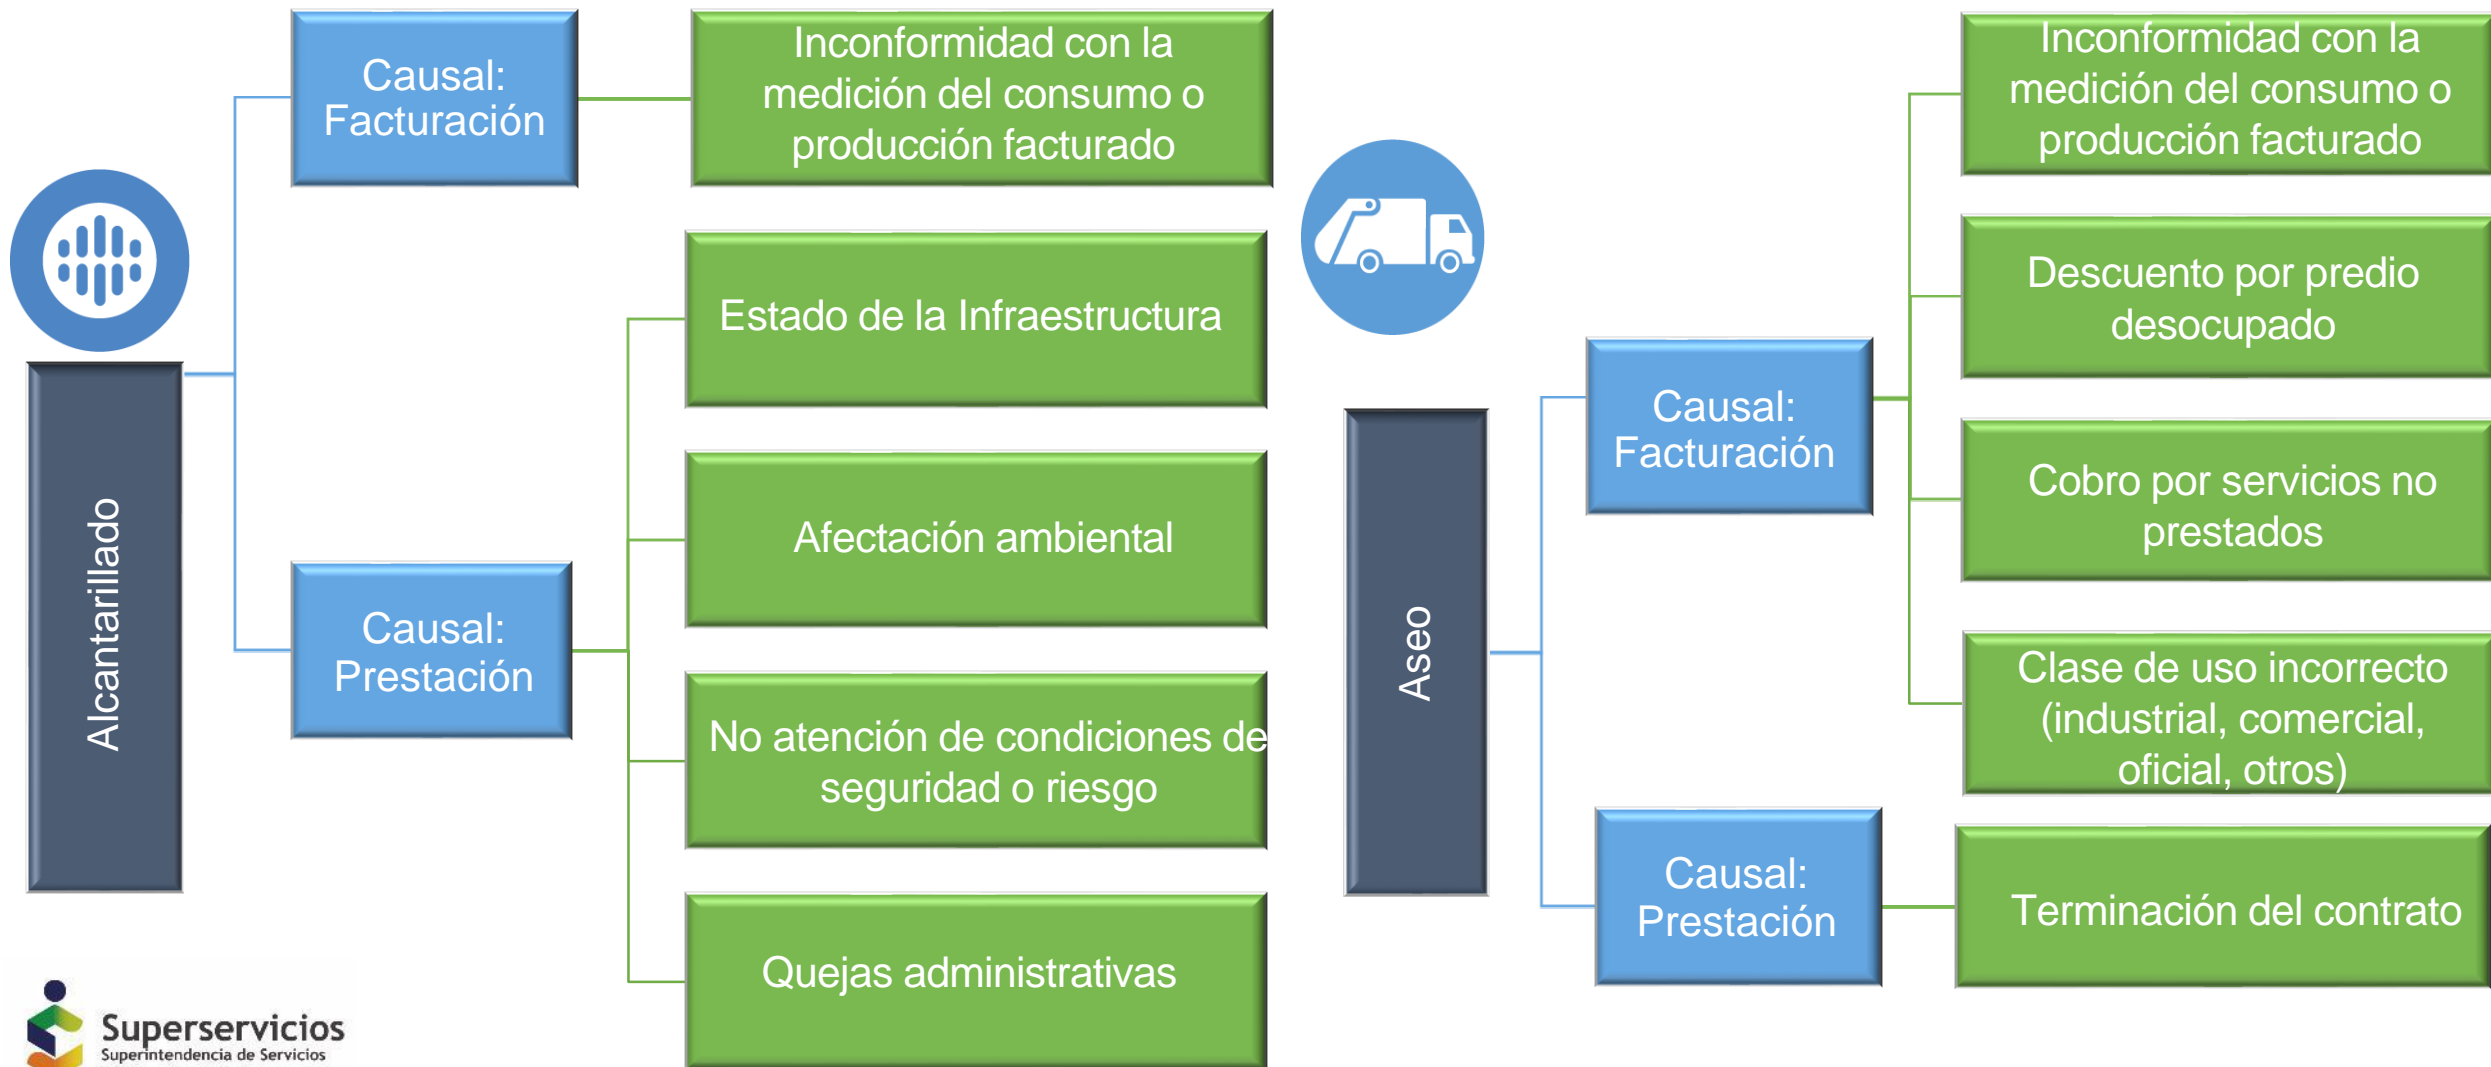 Alcantarillado
Causal:
Facturación
Inconformidad con la
medición del consumo o
producción facturado
Causal:
Prestación
Estado de la Infraestructura
Afectación ambiental
No atención de condiciones de
seguridad o riesgo
Quejas administrativas
Aseo
Causal:
Facturación
Inconformidad con la
medición del consumo o
producción facturado
Descuento por predio
desocupado
Cobro por servicios no
prestados
Clase de uso incorrecto
(industrial, comercial,
oficial, otros)
Causal:
Prestación
Terminación del contrato
Superservicios
Superintendencia de Servicios